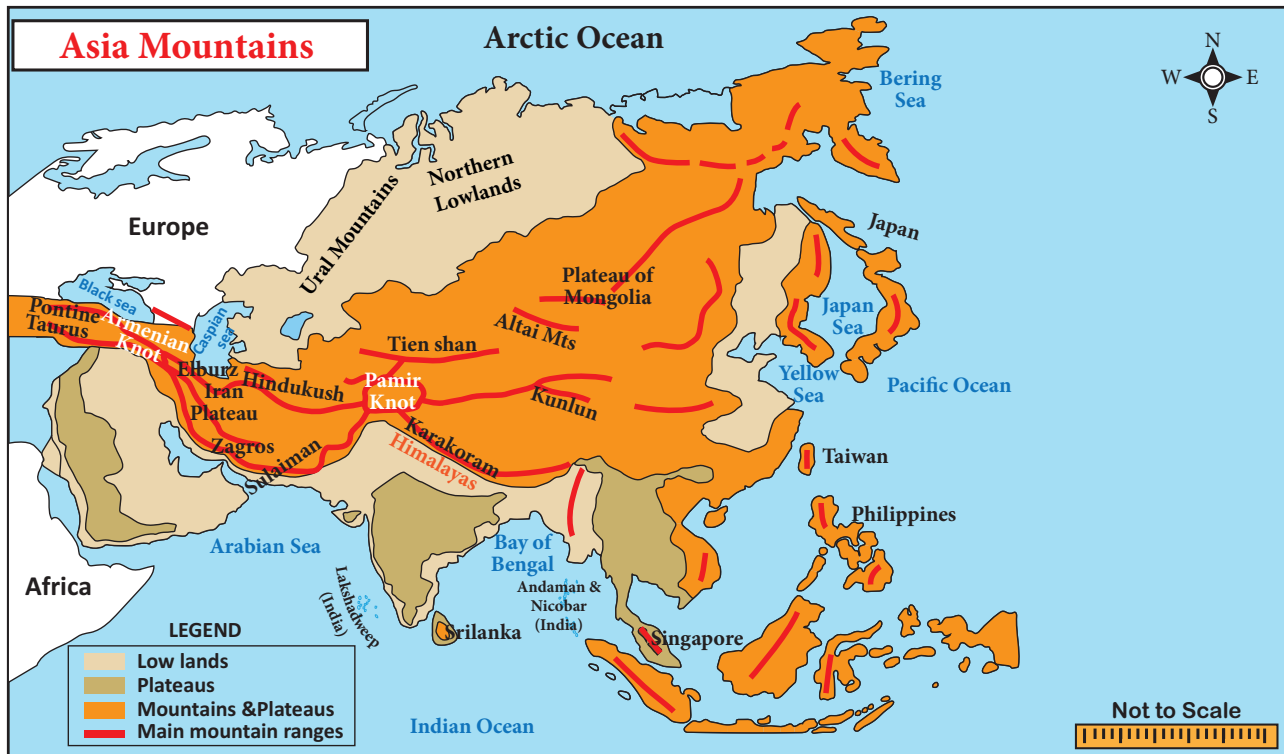 Asia Mountains
Arctic Ocean
N
W
E
S
Bering
Sea
Northern
Lowlands
Ural Mountains
Europe
Japan
Black sea
Plateau of
Mongolia
Pontine
Taurus
Armenian
Knot
Caspian
sea
Japan
Sea
Altai Mts
Tien shan
Elburz
Iran
Plateau
Hindukush
Pamir
Knot
Yellow
Sea
Pacific Ocean
Kunlun
Zagros
Sulaiman
Karakoram
Himalayas
Taiwan
Philippines
Arabian Sea
Bay of
Bengal
Africa
Lakshadweep
(India)
Andaman &
Nicobar
(India)
Srilanka
Singapore
LEGEND
Low lands
Plateaus
Mountains &Plateaus
Main mountain ranges
Indian Ocean
Not to Scale